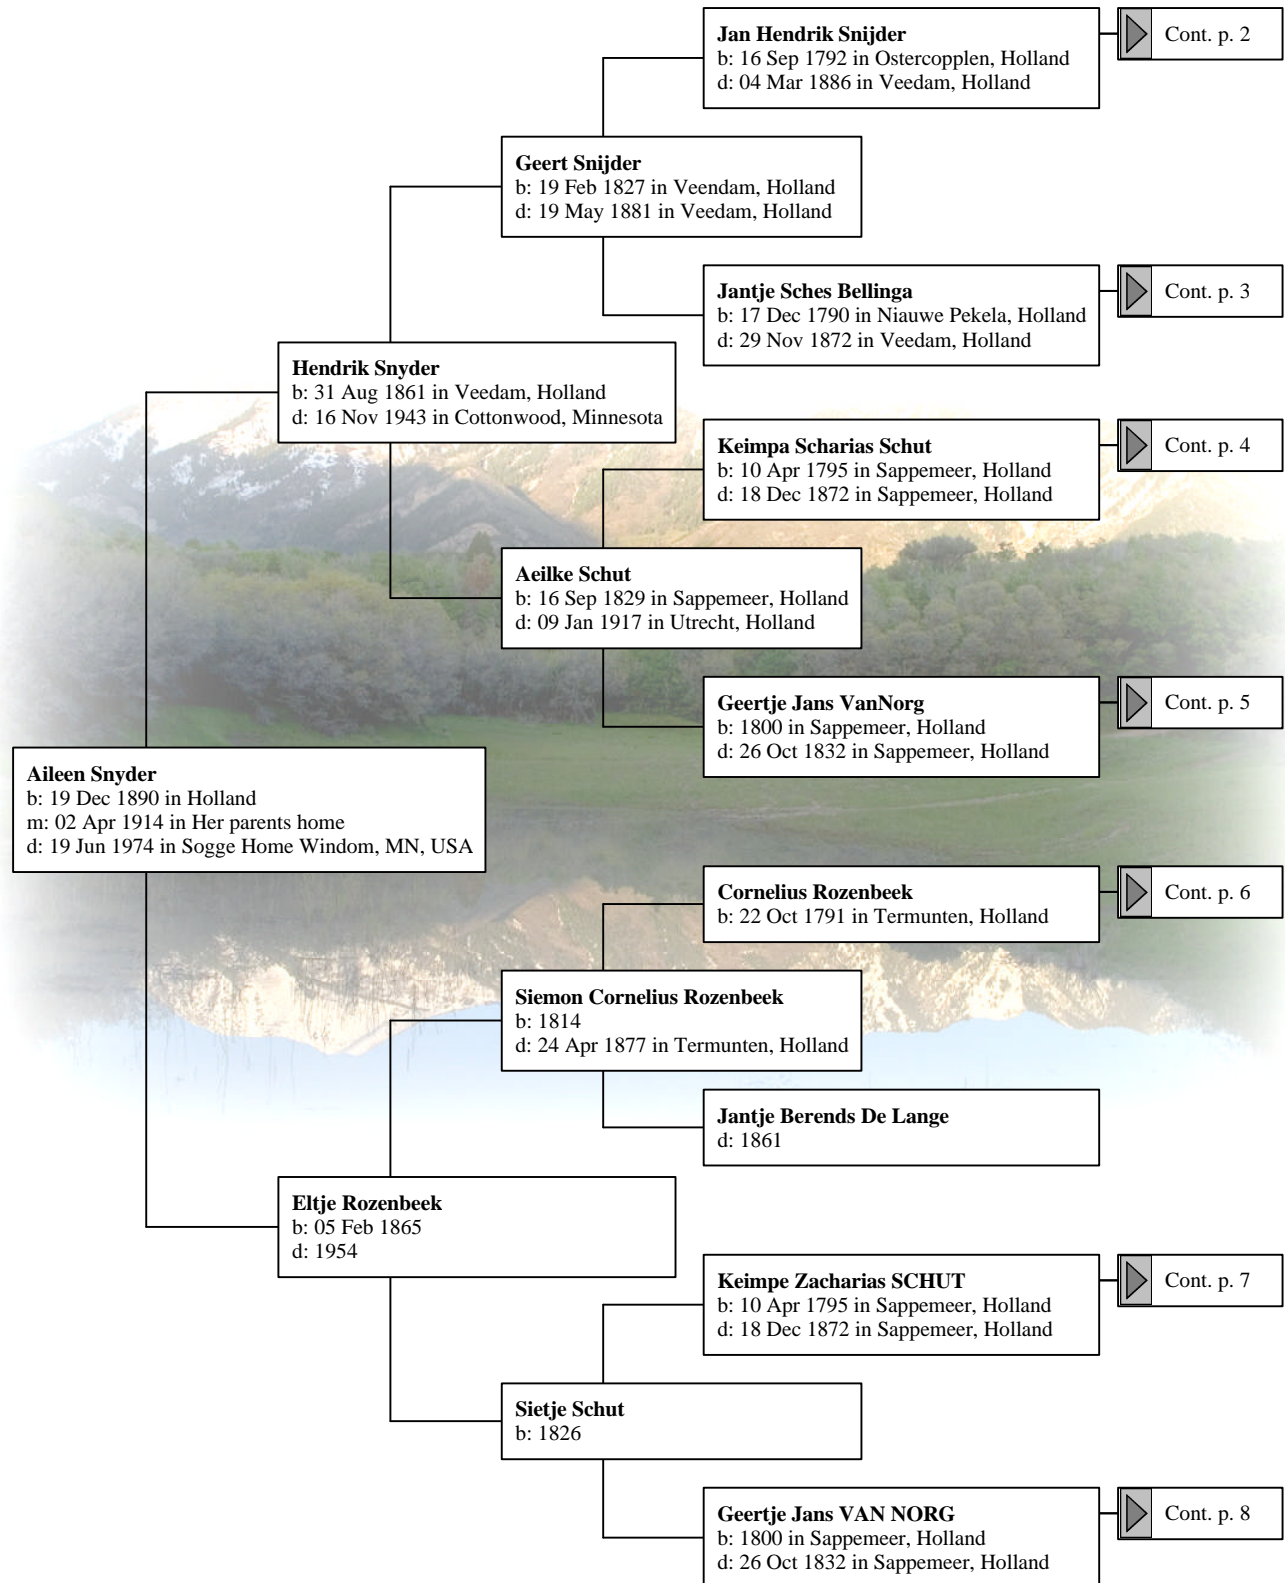 Jan Hendrik Snijder
b: 16 Sep 1792 in Ostercopplen, Holland
d: 04 Mar 1886 in Veedam, Holland
Cont. p. 2
Geert Snijder
b: 19 Feb 1827 in Veendam, Holland
d: 19 May 1881 in Veedam, Holland
Jantje Sches Bellinga
b: 17 Dec 1790 in Niauwe Pekela, Holland
d: 29 Nov 1872 in Veedam, Holland
Cont. p. 3
Hendrik Snyder
b: 31 Aug 1861 in Veedam, Holland
d: 16 Nov 1943 in Cottonwood, Minnesota
Keimpa Scharias Schut
b: 10 Apr 1795 in Sappemeer, Holland
d: 18 Dec 1872 in Sappemeer, Holland
Cont. p. 4
Aeilke Schut
b: 16 Sep 1829 in Sappemeer, Holland
d: 09 Jan 1917 in Utrecht, Holland
Geertje Jans VanNorg
b: 1800 in Sappemeer, Holland
d: 26 Oct 1832 in Sappemeer, Holland
Cont. p. 5
Aileen Snyder
b: 19 Dec 1890 in Holland
m: 02 Apr 1914 in Her parents home
d: 19 Jun 1974 in Sogge Home Windom, MN, USA
Cornelius Rozenbeek
b: 22 Oct 1791 in Termunten, Holland
Cont. p. 6
Siemon Cornelius Rozenbeek
b: 1814
d: 24 Apr 1877 in Termunten, Holland
Jantje Berends De Lange
d: 1861
Eltje Rozenbeek
b: 05 Feb 1865
d: 1954
Keimpe Zacharias SCHUT
b: 10 Apr 1795 in Sappemeer, Holland
d: 18 Dec 1872 in Sappemeer, Holland
Cont. p. 7
Sietje Schut
b: 1826
Geertje Jans VAN NORG
b: 1800 in Sappemeer, Holland
d: 26 Oct 1832 in Sappemeer, Holland
Cont. p. 8